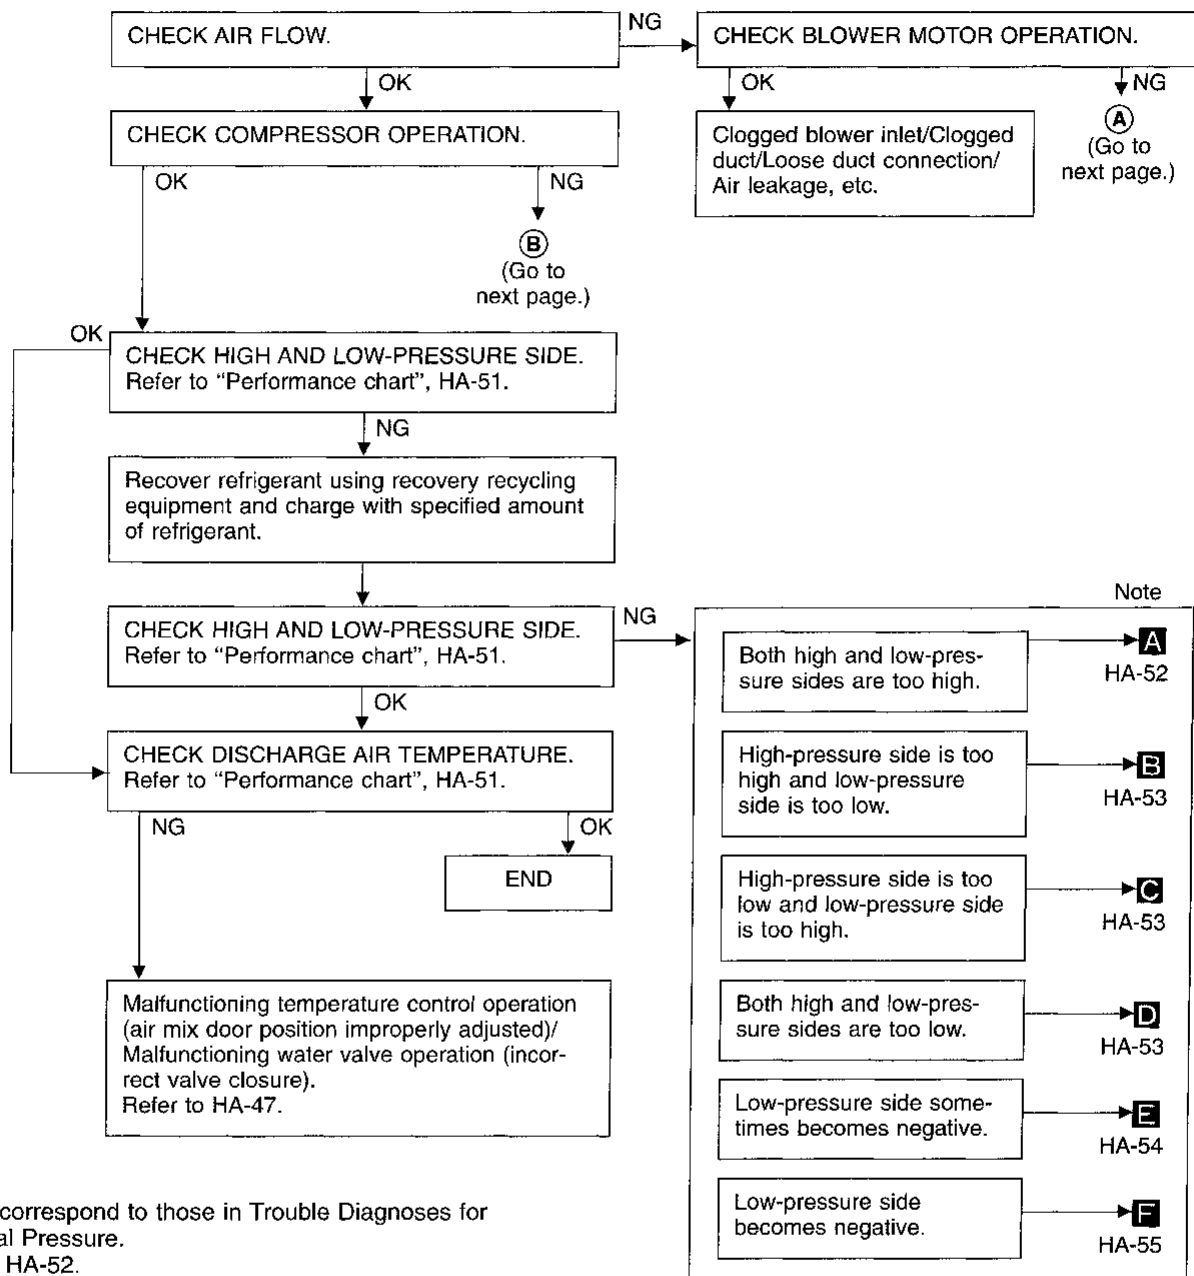 CHECK AIR FLOW.
NG
CHECK BLOWER MOTOR OPERATION.
OK
OK
NG
CHECK COMPRESSOR OPERATION.
Clogged blower inlet/Clogged
duct/Loose duct connection/
Air leakage, etc.
A
(Go to
next page.)
OK
NG
B
(Go to
next page.)
OK
CHECK HIGH AND LOW-PRESSURE SIDE.
Refer to "Performance chart", HA-51.
NG
Recover refrigerant using recovery recycling
equipment and charge with specified amount
of refrigerant.
CHECK HIGH AND LOW-PRESSURE SIDE.
Refer to "Performance chart", HA-51.
NG
OK
CHECK DISCHARGE AIR TEMPERATURE.
Refer to "Performance chart", HA-51.
NG
OK
END
Malfunctioning temperature control operation
(air mix door position improperly adjusted)/
Malfunctioning water valve operation (incor-
rect valve closure).
Refer to HA-47.
Note
Both high and low-pres-
sure sides are too high.
A
HA-52
High-pressure side is too
high and low-pressure
side is too low.
B
HA-53
High-pressure side is too
low and low-pressure side
is too high.
C
HA-53
Both high and low-pres-
sure sides are too low.
D
HA-53
Low-pressure side some-
times becomes negative.
E
HA-54
Low-pressure side
becomes negative.
F
HA-55
correspond to those in Trouble Diagnoses for
al Pressure.
HA-52.